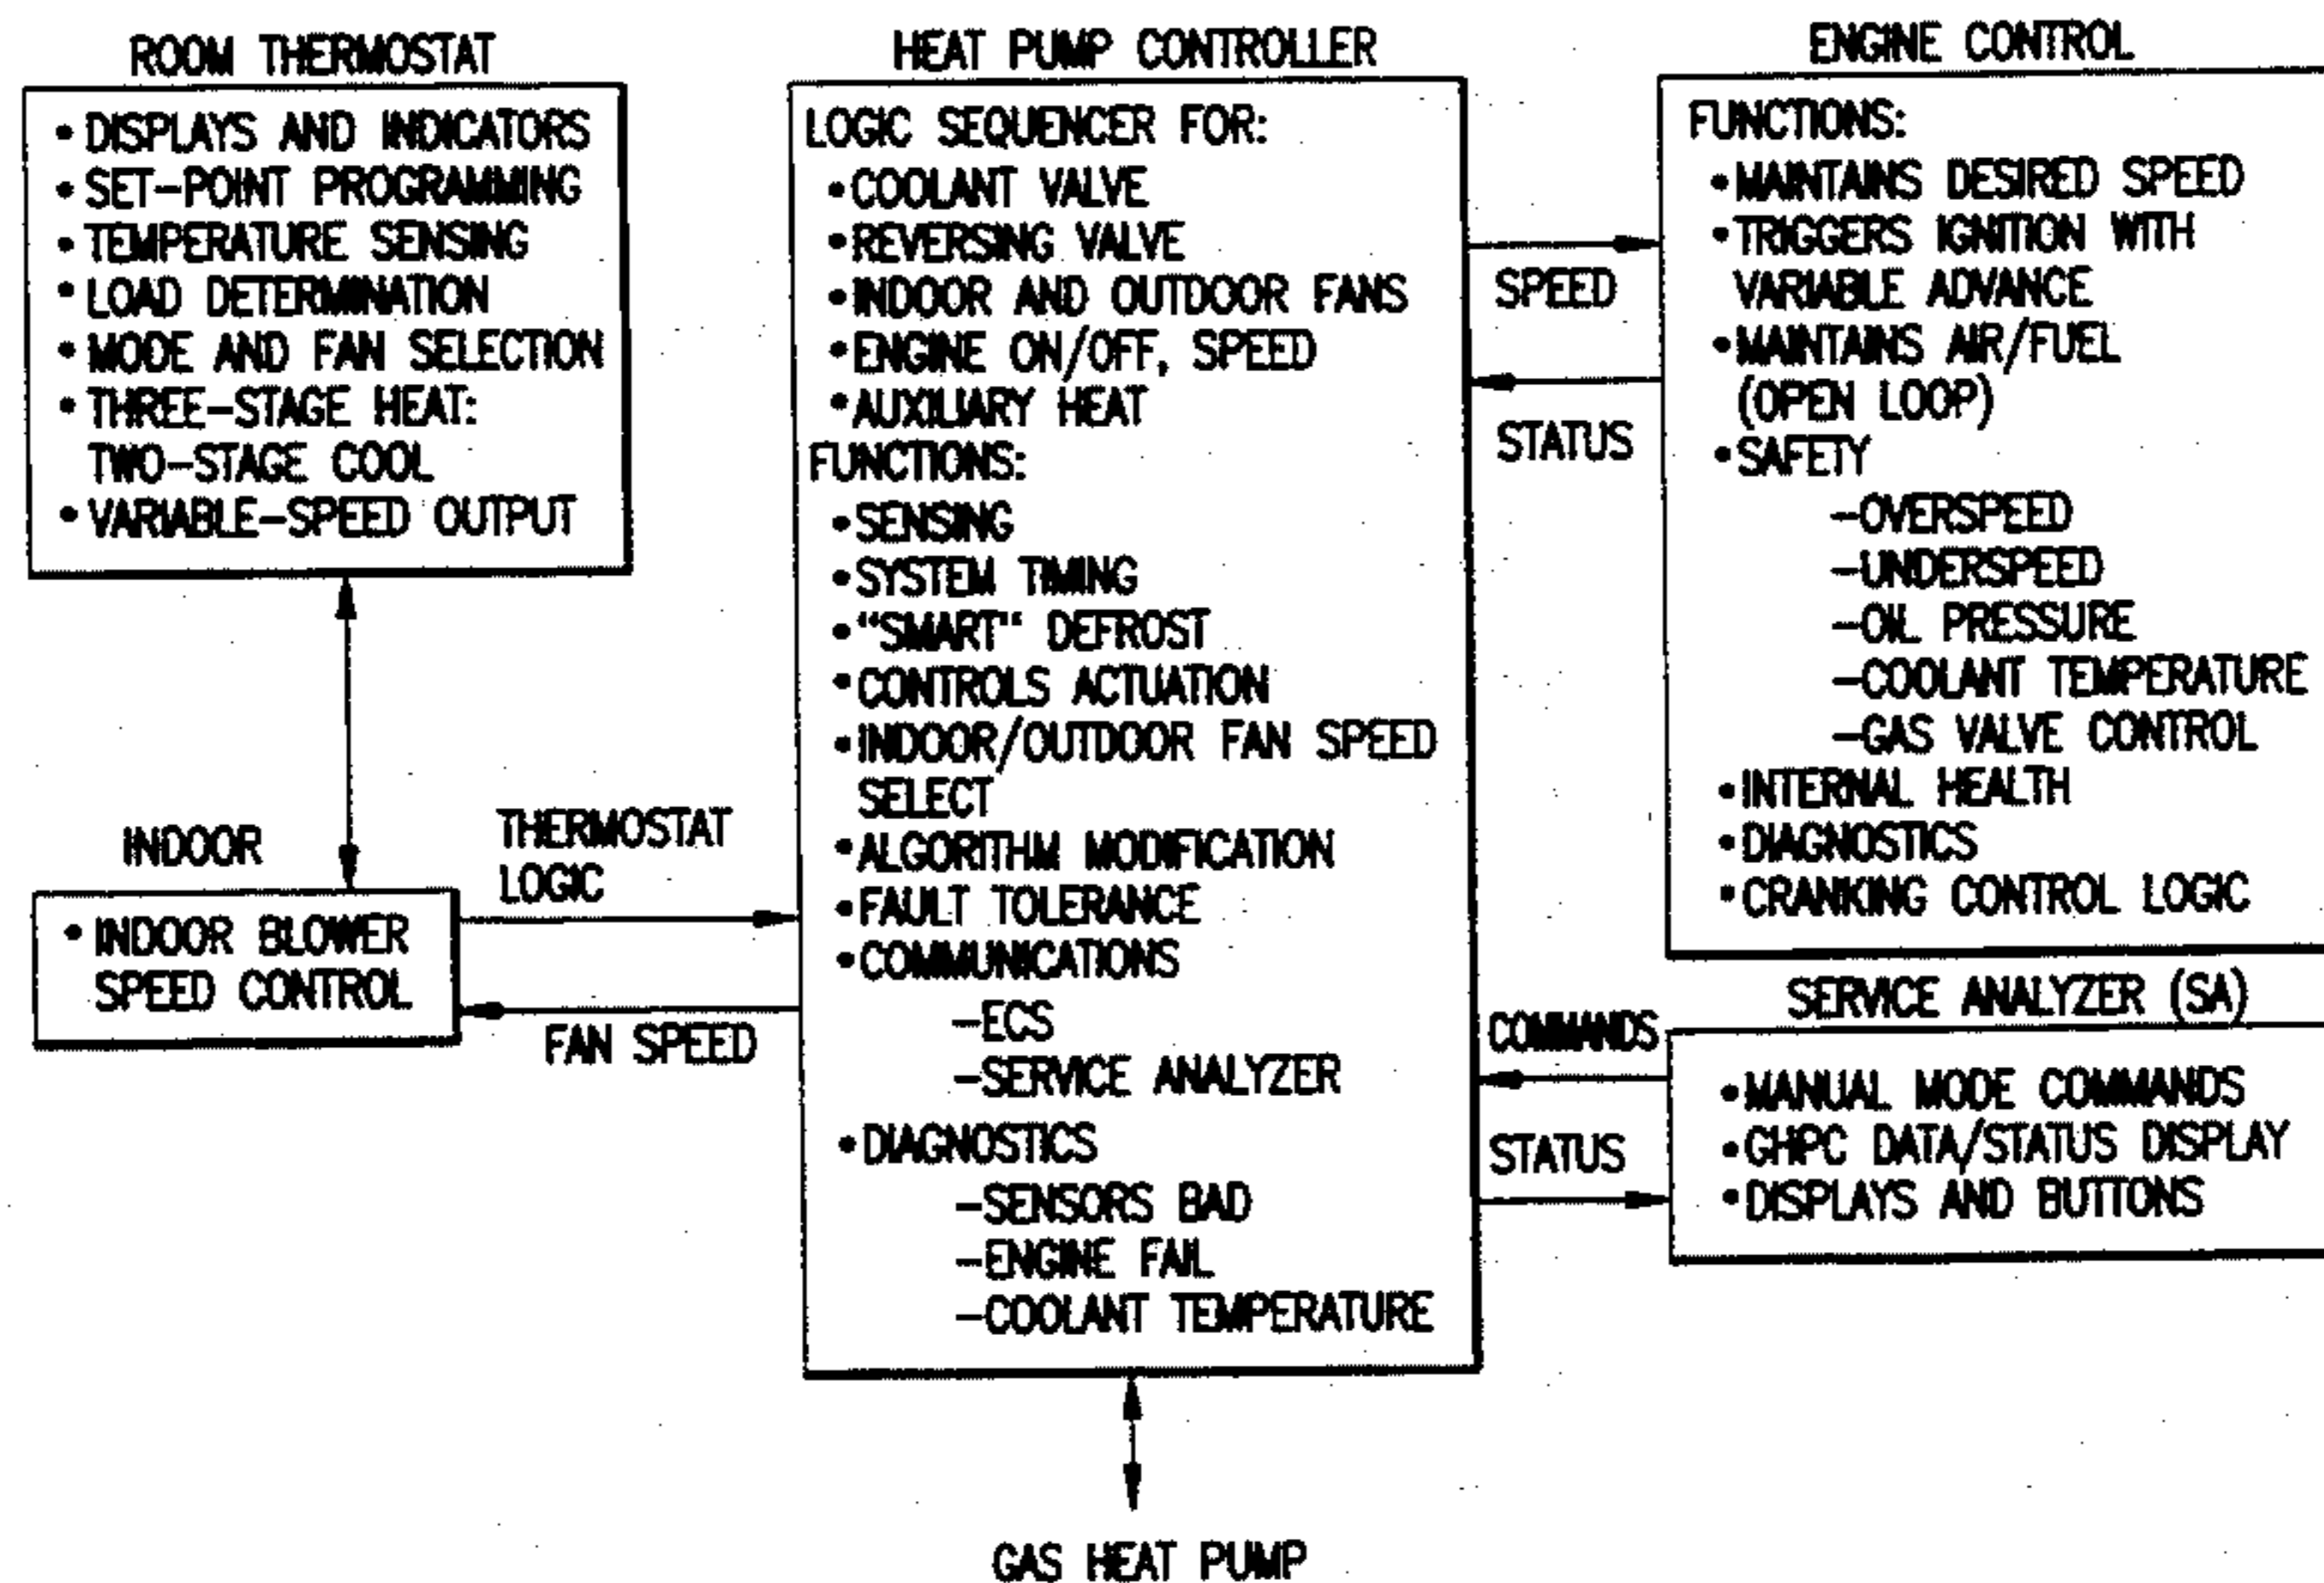 ROOM THERMOSTAT
• DISPLAYS AND INDICATORS
• SET-POINT PROGRAMMING
• TEMPERATURE SENSING
• LOAD DETERMINATION
• MODE AND FAN SELECTION
• THREE-STAGE HEAT:
TWO-STAGE COOL
• VARIABLE-SPEED OUTPUT
INDOOR
• INDOOR BLOWER
SPEED CONTROL
THERMOSTAT
LOGIC
FAN SPEED
HEAT PUMP CONTROLLER
LOGIC SEQUENCER FOR:
• COOLANT VALVE
• REVERSING VALVE
• INDOOR AND OUTDOOR FANS
• ENGINE ON/OFF, SPEED
• AUXILIARY HEAT
FUNCTIONS:
• SENSING
• SYSTEM TIMING
• "SMART" DEFROST
• CONTROLS ACTUATION
• INDOOR/OUTDOOR FAN SPEED
SELECT
• ALGORITHM MODIFICATION
• FAULT TOLERANCE
• COMMUNICATIONS
-ECS
-SERVICE ANALYZER
• DIAGNOSTICS
-SENSORS BAD
-ENGINE FAIL
-COOLANT TEMPERATURE
GAS HEAT PUMP
SPEED
STATUS
COMMANDS
STATUS
ENGINE CONTROL
FUNCTIONS:
• MAINTAINS DESIRED SPEED
• TRIGGERS IGNITION WITH
VARIABLE ADVANCE
• MAINTAINS AIR/FUEL
(OPEN LOOP)
• SAFETY
-OVERSPEED
-UNDERSPEED
-OIL PRESSURE
-COOLANT TEMPERATURE
-GAS VALVE CONTROL
• INTERNAL HEALTH
• DIAGNOSTICS
• CRANKING CONTROL LOGIC
SERVICE ANALYZER (SA)
• MANUAL MODE COMMANDS
• GHPC DATA/STATUS DISPLAY
• DISPLAYS AND BUTTONS